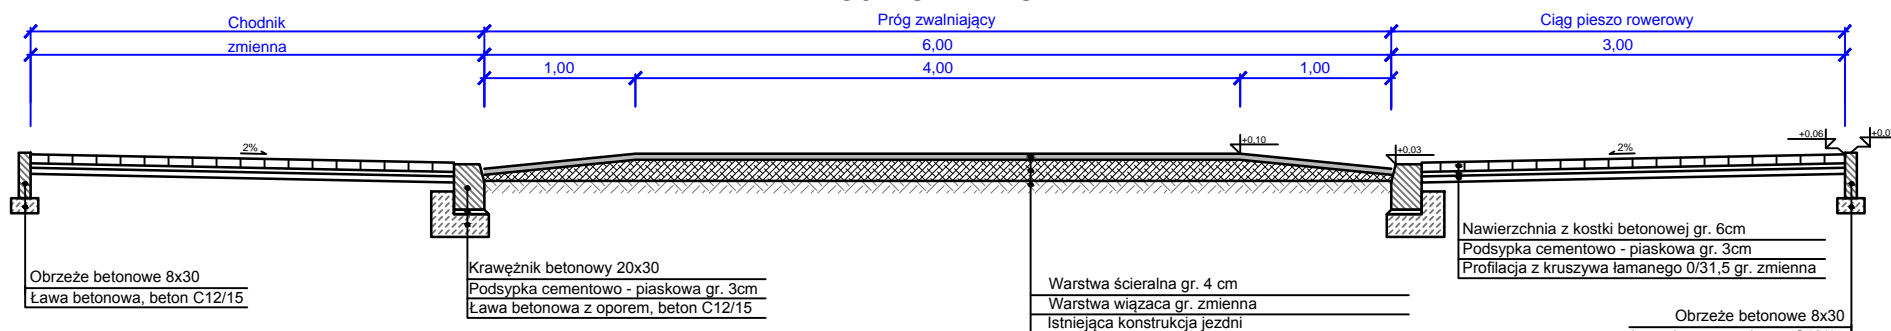 Chodnik
Próg zwalniający
Ciąg pieszo rowerowy
zmienna
6,00
3,00
1,00
4,00
1,00
2%
+0,10
+0,03
2%
+0,06
Nawierzchnia z kostki betonowej gr. 6cm
Podsypka cementowo - piaskowa gr. 3cm
Profilacja z kruszywa łamanego 0/31,5 gr. zmienna
Obrzeże betonowe 8x30
Ława betonowa, beton C12/15
Krawężnik betonowy 20x30
Podsypka cementowo - piaskowa gr. 3cm
Ława betonowa z oporem, beton C12/15
Warstwa ścieralna gr. 4 cm
Warstwa wiązaca gr. zmienna
Istniejąca konstrukcja jezdni
Obrzeże betonowe 8x30